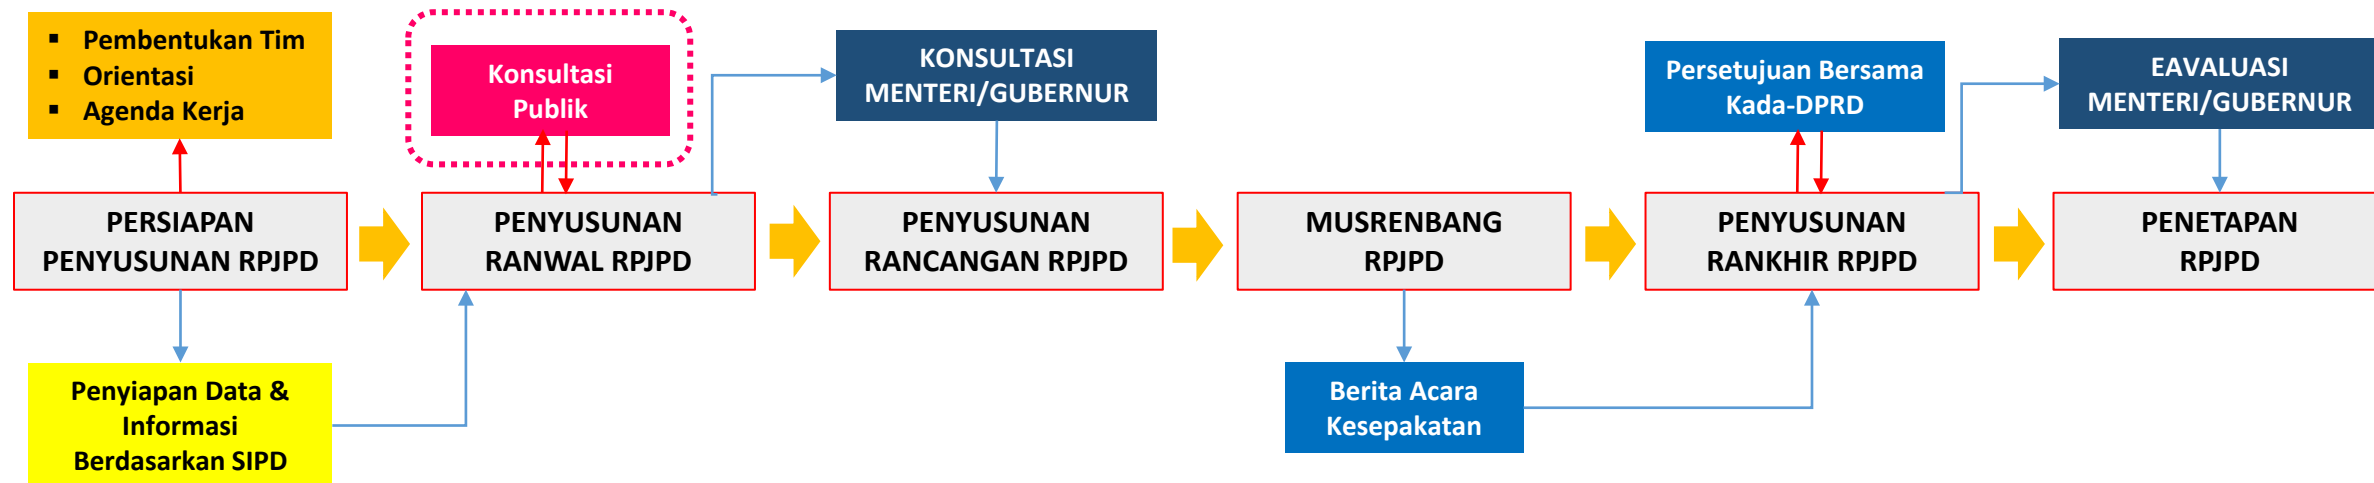 ▪ Pembentukan Tim
▪ Orientasi
▪ Agenda Kerja
Konsultasi
Publik
KONSULTASI
MENTERI/GUBERNUR
Persetujuan Bersama
Kada-DPRD
EAVALUASI
MENTERI/GUBERNUR
PERSIAPAN
PENYUSUNAN RPJPD
PENYUSUNAN
RANWAL RPJPD
PENYUSUNAN
RANCANGAN RPJPD
MUSRENBANG
RPJPD
PENYUSUNAN
RANKHIR RPJPD
PENETAPAN
RPJPD
Penyiapan Data &
Informasi
Berdasarkan SIPD
Berita Acara
Kesepakatan